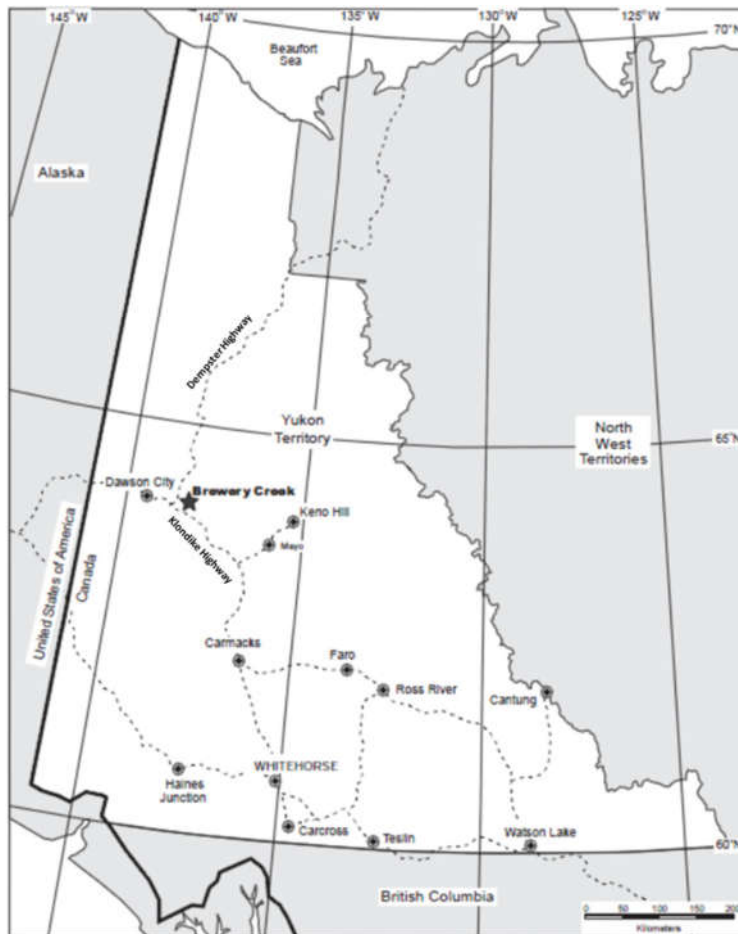 145°W
140°W
135°W
130°W
125°W
70°N
Beaufort
Sea
Alaska
Dempster Highway
Yukon
Territory
65°N
North
West
Territories
Dawson City
Brewery Creek
Keno Hill
Klondike Highway
Mayo
United States of America
Canada
Carmacks
Faro
Ross River
Cantung
WHITEHORSE
Haines
Junction
Carcross
Teslin
Watson Lake
60°N
British Columbia
0 50 100 150 200
Kilometers